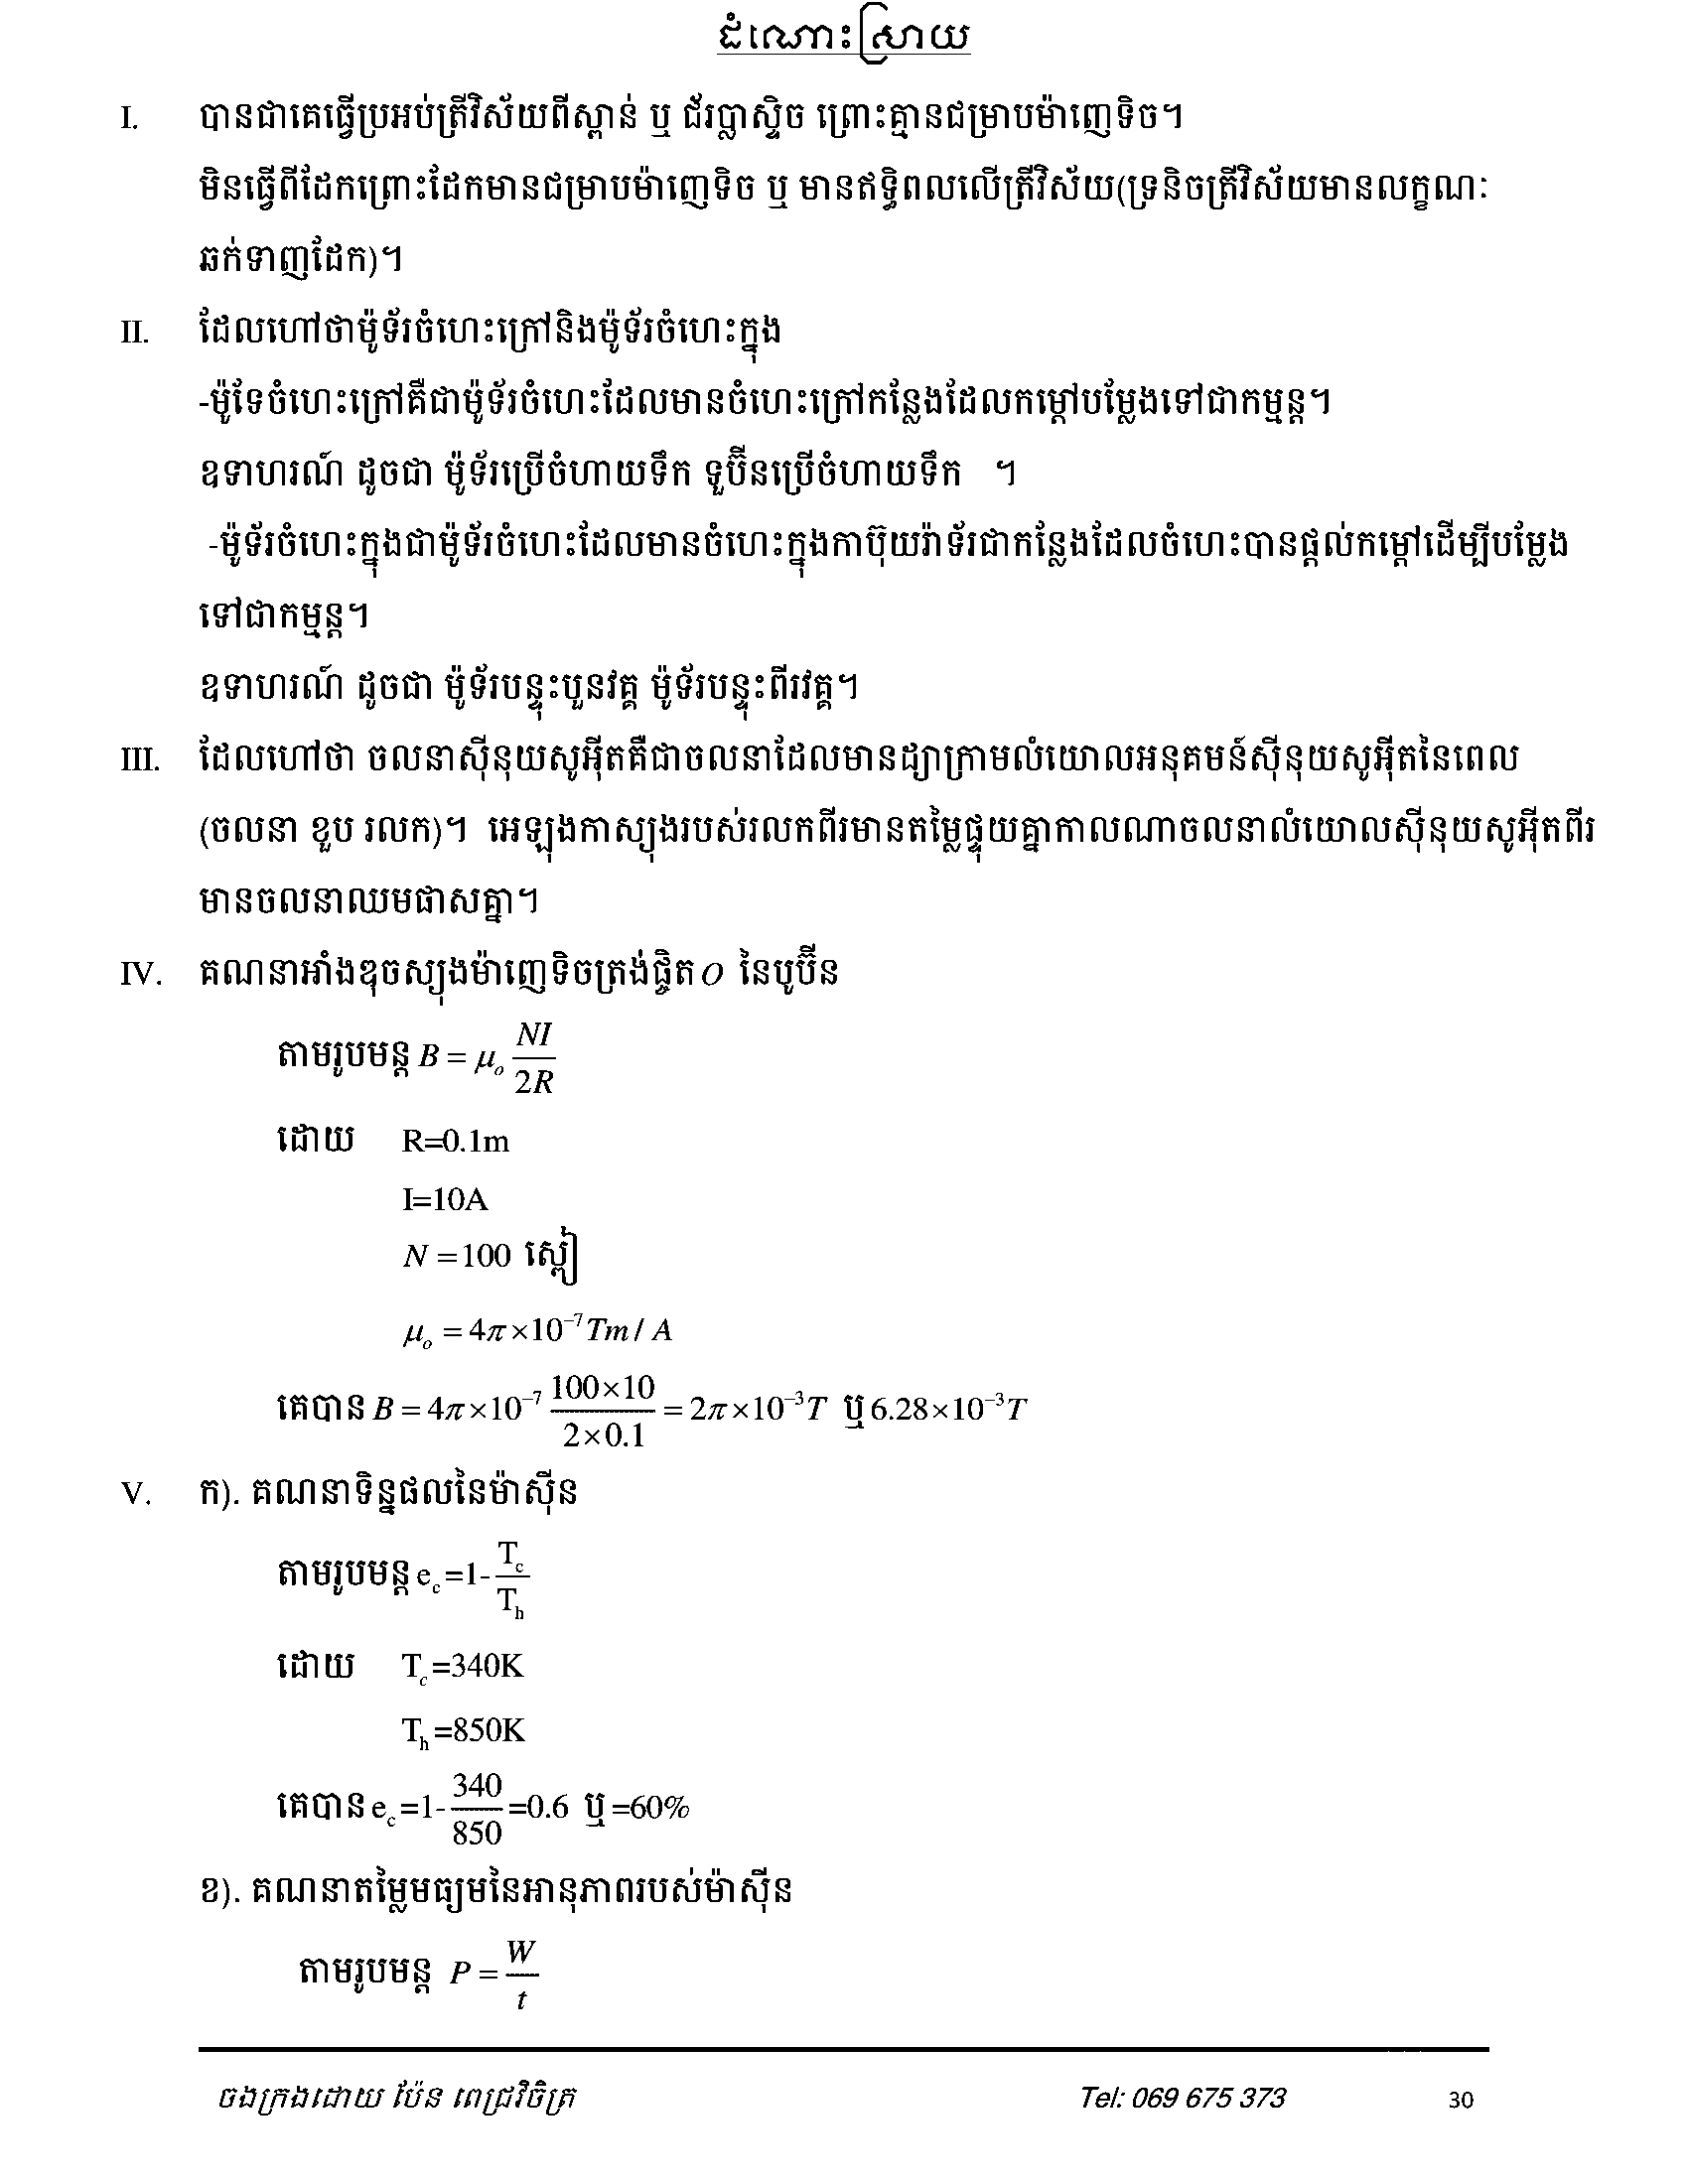 ដំណោះស្រាយ
I. បានជាគេធ្វើប្រអប់ត្រីវិស័យពីស្ពាន់ ឬ ជ័រប្លាស្ទិច ព្រោះគ្មានជម្រាបម៉ាញេទិច។
មិនធ្វើពីដែកព្រោះដែកមានជម្រាបម៉ាញេទិច ឬ មានឥទ្ធិពលលើត្រីវិស័យ(ទ្រនិចត្រីវិស័យមានលក្ខណៈ
ឆក់ទាញដែក)។
II. ដែលហៅថាម៉ូទ័រចំហេះក្រៅនិងម៉ូទ័រចំហេះក្នុង
-ម៉ូទែចំហេះក្រៅគឺជាម៉ូទ័រចំហេះដែលមានចំហេះក្រៅកន្លែងដែលកម្ដៅបម្លែងទៅជាកម្មន្ត។
ឧទាហរណ៍ ដូចជា ម៉ូទ័រប្រើចំហាយទឹក ទួប៊ីនប្រើចំហាយទឹក ។
-ម៉ូទ័រចំហេះក្នុងជាម៉ូទ័រចំហេះដែលមានចំហេះក្នុងកាប៊ុយរ៉ាទ័រជាកន្លែងដែលចំហេះបានផ្តល់កម្តៅដើម្បីបម្លែង
ទៅជាកម្មន្ត។
ឧទាហរណ៍ ដូចជា ម៉ូទ័របន្ទុះបួនវគ្គ ម៉ូទ័របន្ទុះពីរវគ្គ។
III. ដែលហៅថា ចលនាស៊ីនុយសូអ៊ីតគឺជាចលនាដែលមានដ្យាក្រាមលំយោលអនុគមន៍ស៊ីនុយសូអ៊ីតនៃពេល
(ចលនា ខួប រលក)។ អេឡុងកាស្យុងរបស់រលកពីរមានតម្លៃផ្ទុយគ្នាកាលណាចលនាលំយោលស៊ីនុយសូអ៊ីតពីរ
មានចលនាឈមផាសគ្នា។
IV. គណនាអាំងឌុចស្យុងម៉ាញេទិចត្រង់ផ្ចិត O នៃបូប៊ីន
តាមរូបមន្ត B = μₒ NI/2R
ដោយ R=0.1m
I=10A
N =100 ស្ពៀ
μₒ = 4π×10⁻⁷ Tm / A
គេបាន B = 4π×10⁻⁷ (100×10)/(2×0.1) = 2π×10⁻³T ឬ 6.28×10⁻³T
V. ក). គណនាទិន្នផលនៃម៉ាស៊ីន
តាមរូបមន្ត e_c=1-T_c/T_h
ដោយ T_c=340K
T_h=850K
គេបាន e_c=1-340/850=0.6 ឬ =60%
ខ). គណនាតម្លៃមធ្យមនៃអានុភាពរបស់ម៉ាស៊ីន
តាមរូបមន្ត P = W/t
ចងក្រងដោយ ប៉ែន ពេជ្រវិចិត្រ Tel: 069 675 373 30